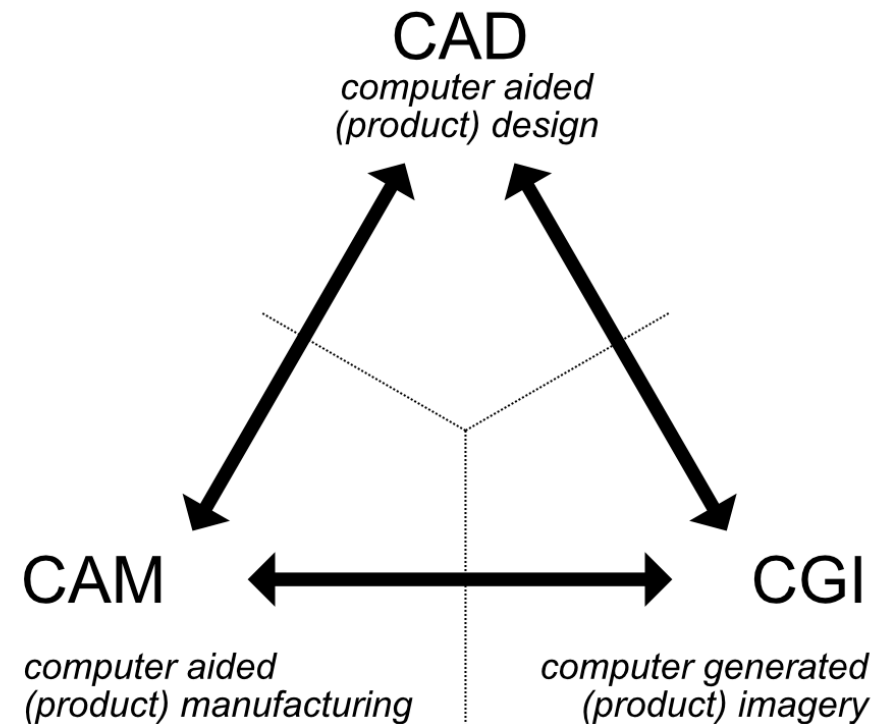 CAD
computer aided
(product) design
CAM
CGI
computer aided
(product) manufacturing
computer generated
(product) imagery